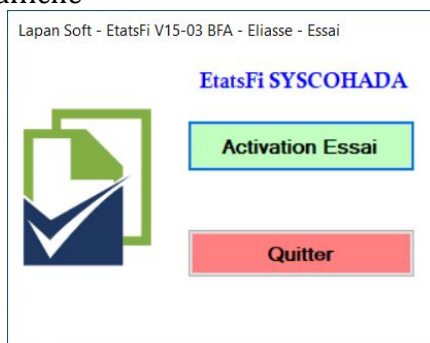 Lapan Soft - EtatsFi V15-03 BFA - Eliasse - Essai
EtatsFi SYSCOHADA
Activation Essai
Quitter